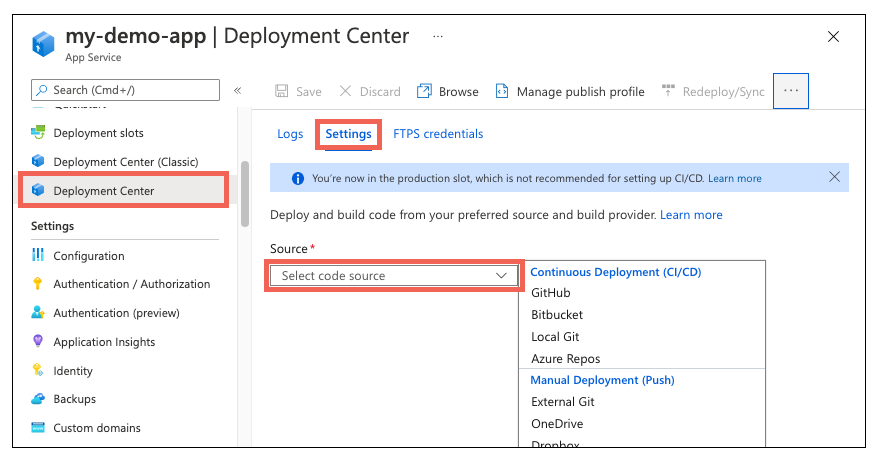 my-demo-app | Deployment Center ...
App Service
Search (Cmd+/)
«
Save
Discard
Browse
Manage publish profile
Redeploy/Sync
...
Quickstart
Deployment slots
Deployment Center (Classic)
Deployment Center
Settings
Configuration
Authentication / Authorization
Authentication (preview)
Application Insights
Identity
Backups
Custom domains
Logs
Settings
FTPS credentials
You're now in the production slot, which is not recommended for setting up CI/CD. Learn more
Deploy and build code from your preferred source and build provider. Learn more
Source*
Select code source
Continuous Deployment (CI/CD)
GitHub
Bitbucket
Local Git
Azure Repos
Manual Deployment (Push)
External Git
OneDrive
Dropbox